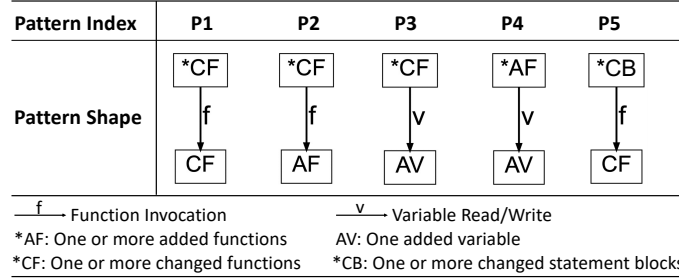 Pattern Index P1 P2 P3 P4 P5
*CF *CF *CF *AF *CB
Pattern Shape f f v v f
CF AF AV AV CF
f Function Invocation v Variable Read/Write
*AF: One or more added functions AV: One added variable
*CF: One or more changed functions *CB: One or more changed statement blocks